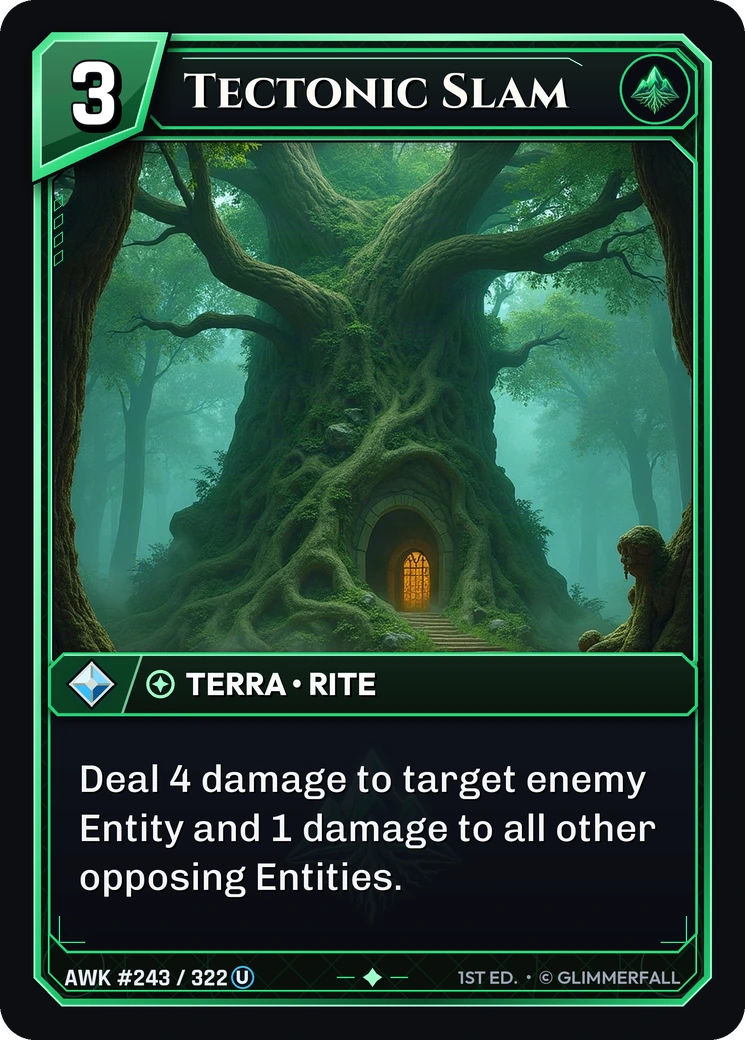 3
TECTONIC SLAM
TERRA • RITE
Deal 4 damage to target enemy
Entity and 1 damage to all other
opposing Entities.
AWK #243 / 322 U
1ST ED. • © GLIMMERFALL